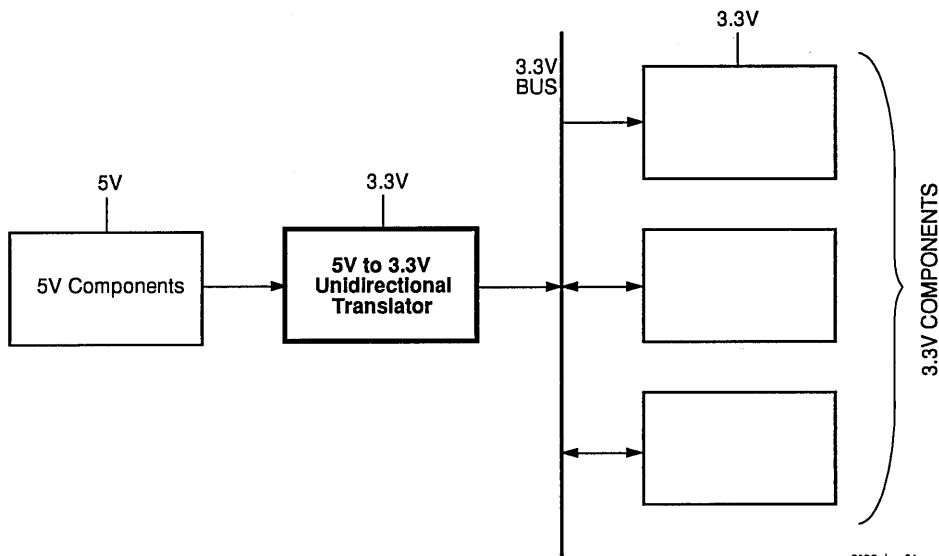 3.3V
3.3V
BUS
5V
3.3V
5V Components
5V to 3.3V
Unidirectional
Translator
3.3V COMPONENTS